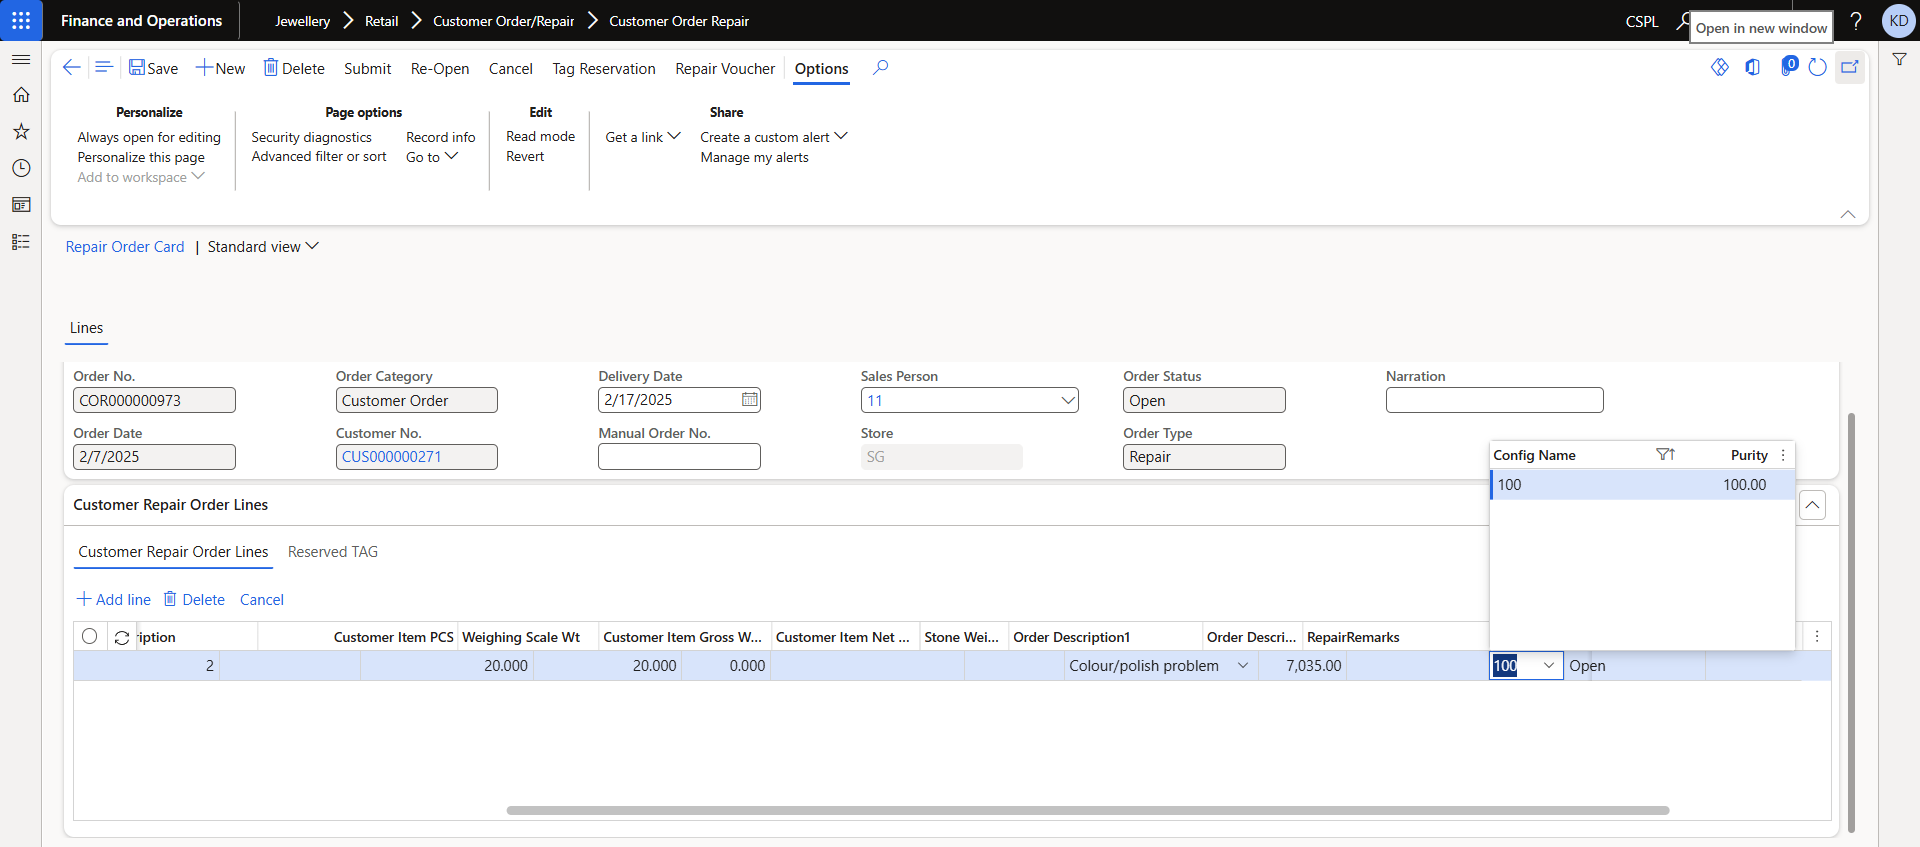 Finance and Operations
Jewellery > Retail > Customer Order/Repair > Customer Order Repair
CSPL
Open in new window
?
KD
Save
New
Delete
Submit
Re-Open
Cancel
Tag Reservation
Repair Voucher
Options
0
Personalize
Always open for editing
Personalize this page
Add to workspace
Page options
Security diagnostics
Advanced filter or sort
Record info
Go to
Edit
Read mode
Revert
Get a link
Share
Create a custom alert
Manage my alerts
Repair Order Card | Standard view
Lines
Order No.
COR000000973
Order Category
Customer Order
Delivery Date
2/17/2025
Sales Person
11
Order Status
Open
Narration
Order Date
2/7/2025
Customer No.
CUS000000271
Manual Order No.
Store
SG
Order Type
Repair
Config Name Purity
100 100.00
Customer Repair Order Lines
Customer Repair Order Lines Reserved TAG
Add line Delete Cancel
iption Customer Item PCS Weighing Scale Wt Customer Item Gross W... Customer Item Net ... Stone Wei... Order Description1 Order Descri... RepairRemarks
2 20.000 20.000 0.000 Colour/polish problem 7,035.00 100 Open